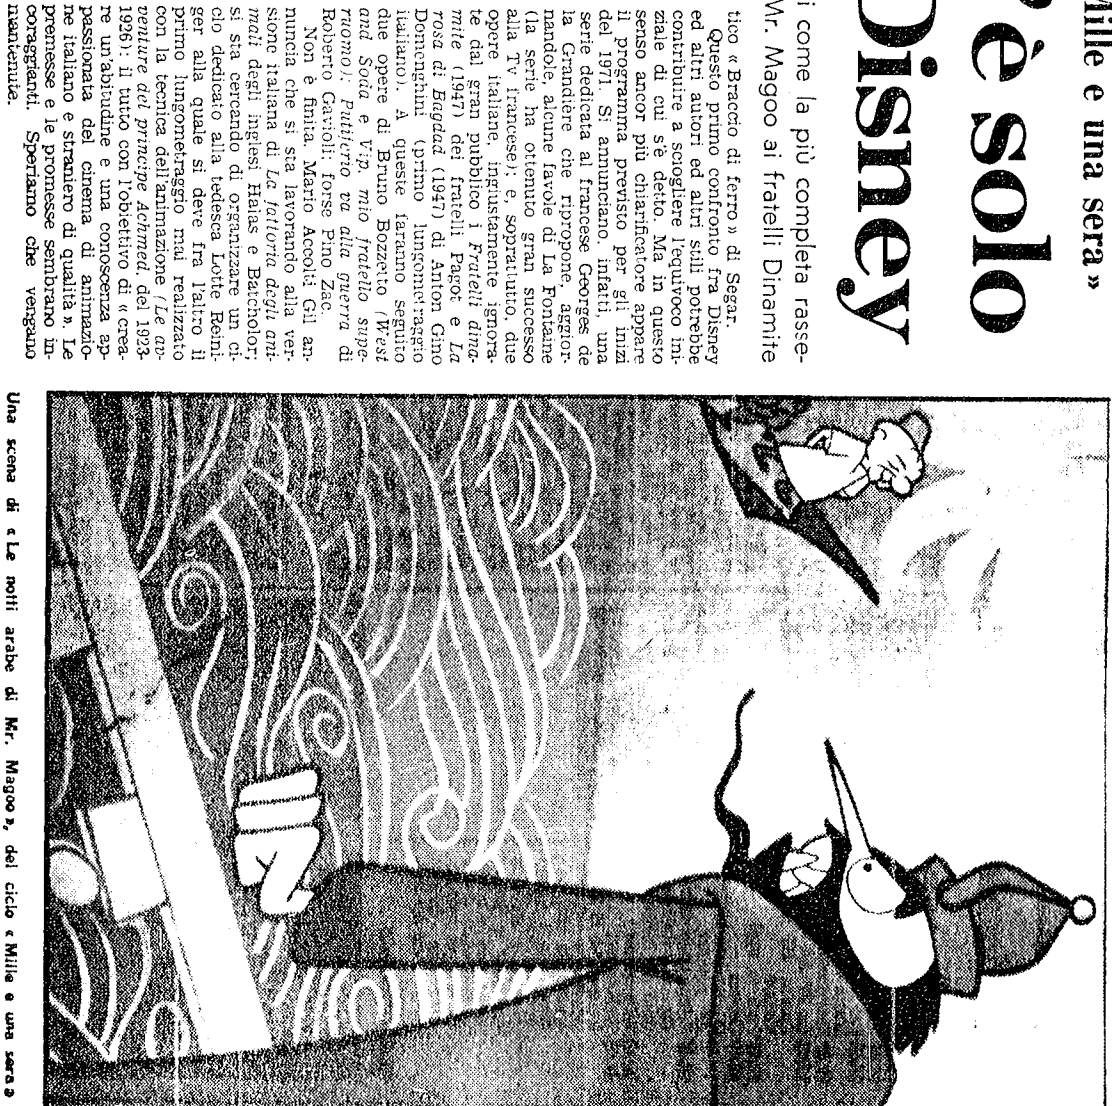 Mille e una sera»
è solo
Disney
i come la più completa rasse-
Mr. Magoo ai fratelli Dinamite
tico « Braccio di ferro » di Segar.
Questo primo confronto fra Disney
ed altri autori ed altri stili potrebbe
contribuire a sciogliere l'equivoco ini-
ziale di cui s'è detto. Ma in questo
senso ancor più chiarificatore appare
il programma previsto per gli inizi
del 1971. Si annunciano, infatti, una
serie dedicata al francese Georges de
la Grandière che ripropone, aggior-
nandole, alcune favole di La Fontaine
(la serie ha ottenuto gran successo
alla Tv francese); e, soprattutto, due
opere italiane, ingiustamente ignora-
te dal gran pubblico i Fratelli dina-
mite (1947) dei fratelli Pagot e La
rosa di Bagdad (1947) di Anton Gino
Domenghini (primo lungometraggio
italiano). A queste faranno seguito
due opere di Bruno Bozzeto (West
and Soda e Vip, mio fratello supe-
ruomo); Putiferio va alla guerra di
Roberto Gavioli; forse Pino Zac.
Non è finita. Mario Accolti Gil an-
nuncia che si sta lavorando alla ver-
sione italiana di La fattoria degli ani-
mali degli inglesi Halas e Batcholor;
si sta cercando di organizzare un ci-
clo dedicato alla tedesca Lotte Reini-
ger alla quale si deve fra l'altro il
primo lungometraggio mai realizzato
con la tecnica dell'animazione (Le av-
venture del principe Achmed, del 1923-
1926); il tutto con l'obiettivo di « crea-
re un'abitudine e una conoscenza ap-
passionata del cinema di animazio-
ne italiano e straniero di qualità ». Le
premesse e le promesse sembrano in-
coraggianti. Speriamo che vengano
mantenute.
Una scena di « Le notti arabe di Mr. Magoo », del ciclo « Mille e una sera »